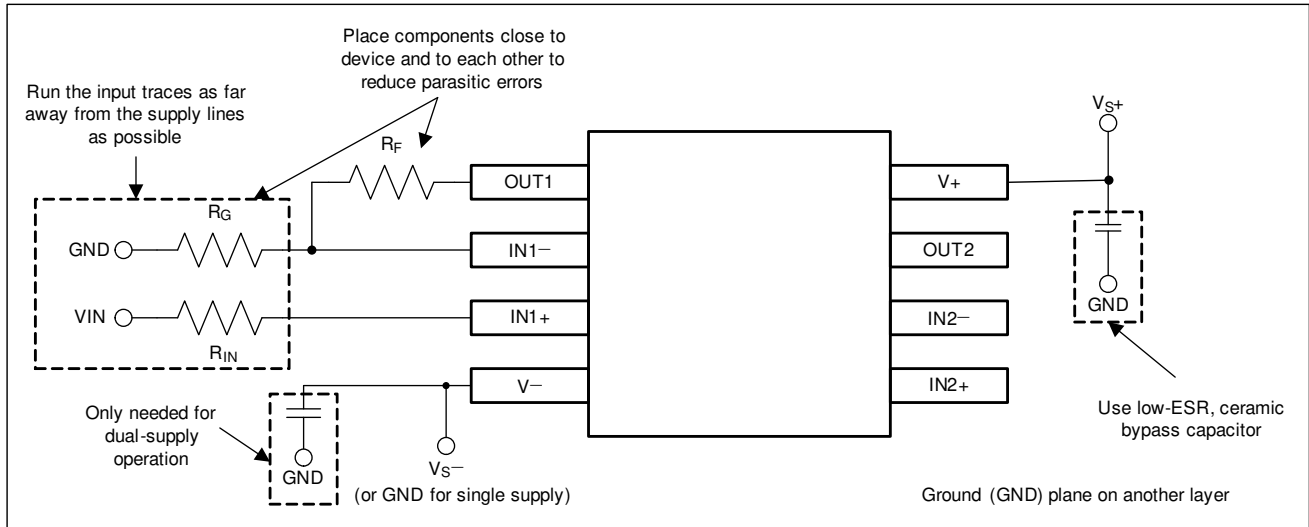 Place components close to
device and to each other to
reduce parasitic errors
Run the input traces as far
away from the supply lines
as possible
VS+
RF
OUT1
V+
RG
GND
IN1−
OUT2
GND
VIN
IN1+
IN2−
RIN
V−
IN2+
Only needed for
dual-supply
operation
Use low-ESR, ceramic
bypass capacitor
GND
VS−
(or GND for single supply)
Ground (GND) plane on another layer